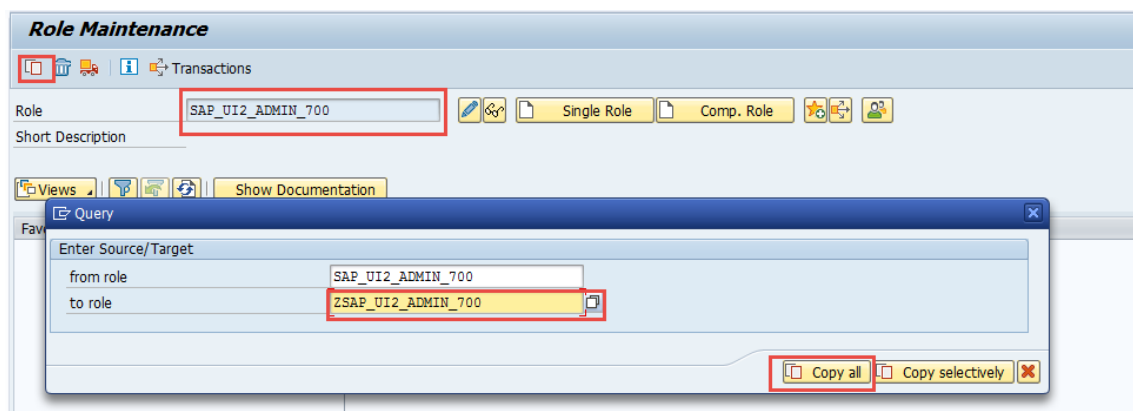 Role Maintenance
Transactions
Role SAP_UI2_ADMIN_700 Single Role Comp. Role
Short Description
Views Show Documentation
Query
Fav
Enter Source/Target
from role SAP_UI2_ADMIN_700
to role ZSAP_UI2_ADMIN_700
Copy all Copy selectively